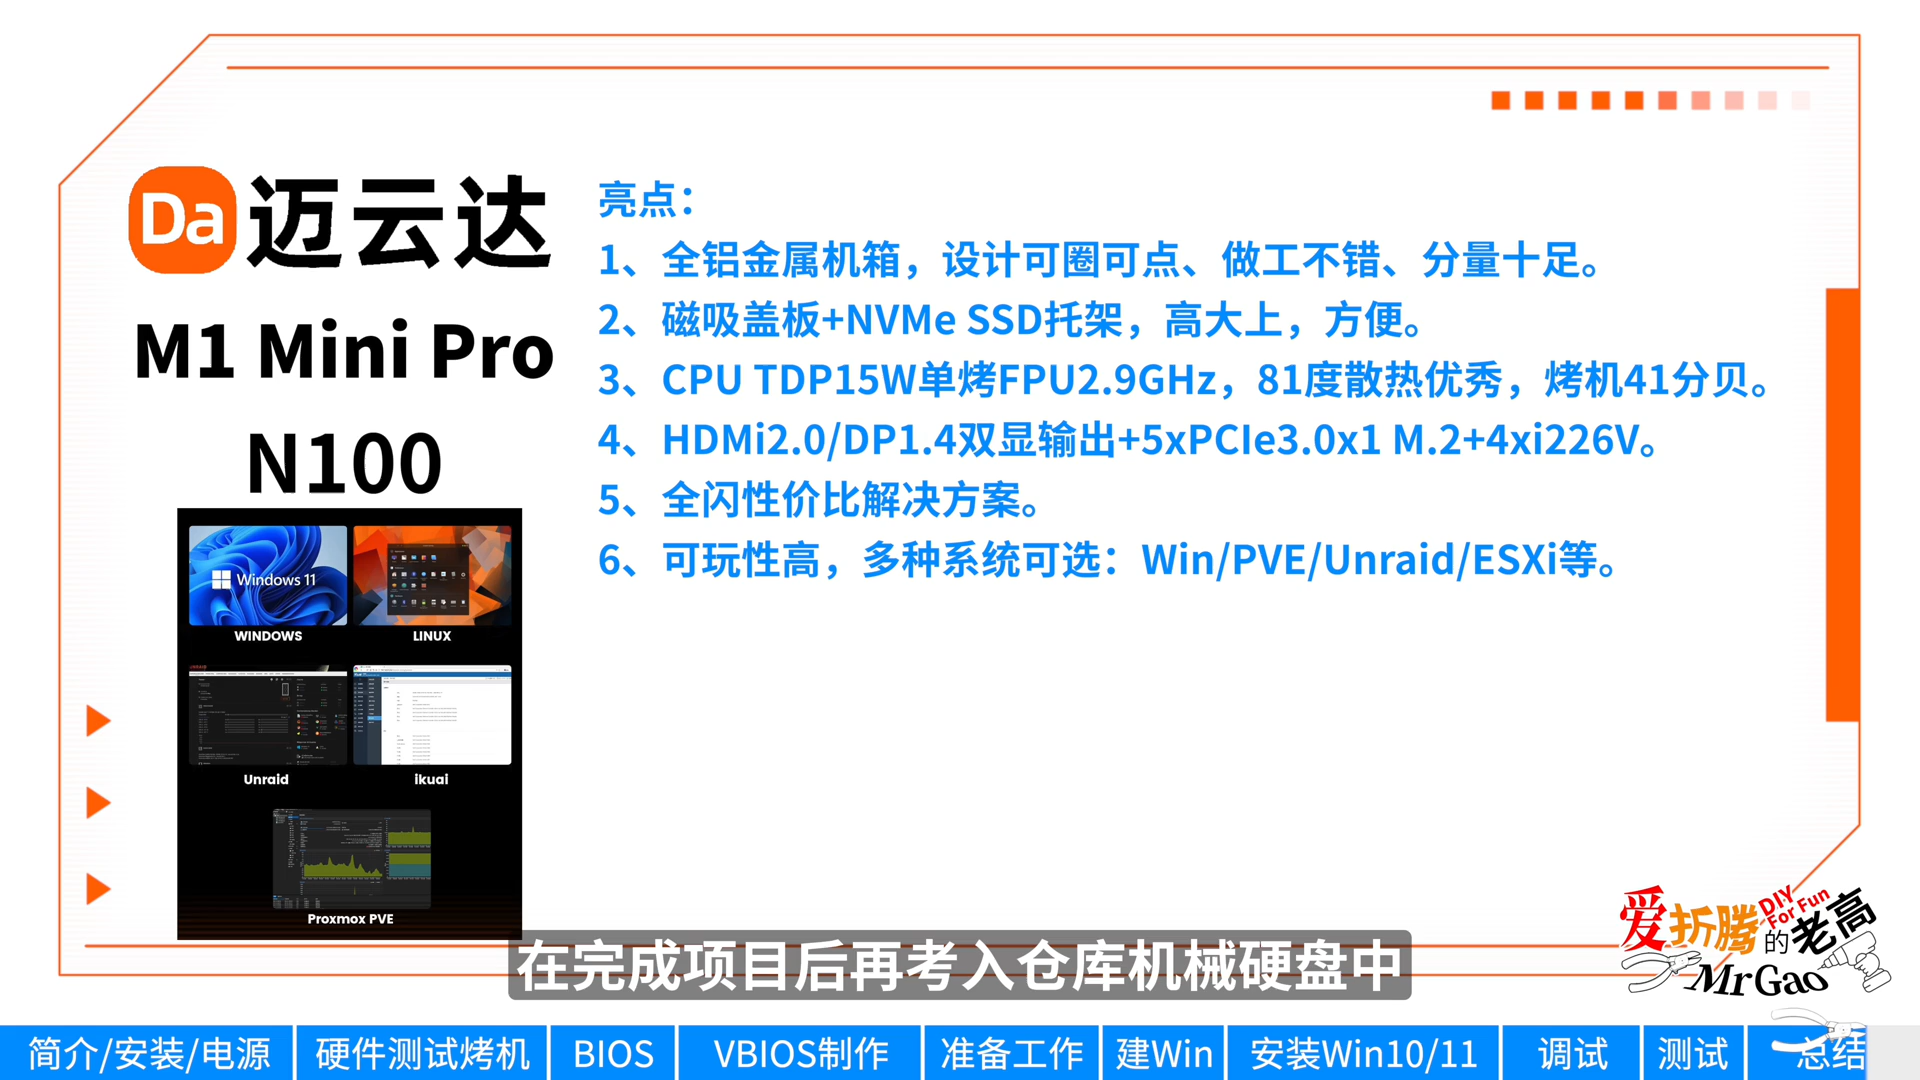 Da 迈云达
M1 Mini Pro
N100
Windows 11
WINDOWS
LINUX
Unraid
ikuai
Proxmox PVE
亮点：
1、全铝金属机箱，设计可圈可点、做工不错、分量十足。
2、磁吸盖板+NVMe SSD托架，高大上，方便。
3、CPU TDP15W单烤FPU2.9GHz，81度散热优秀，烤机41分贝。
4、HDMi2.0/DP1.4双显输出+5xPCIe3.0x1 M.2+4xi226V。
5、全闪性价比解决方案。
6、可玩性高，多种系统可选：Win/PVE/Unraid/ESXi等。
爱折腾的老高
DIY For Fun
MrGao
在完成项目后再考入仓库机械硬盘中
简介/安装/电源
硬件测试烤机
BIOS
VBIOS制作
准备工作
建Win
安装Win10/11
调试
测试
总结